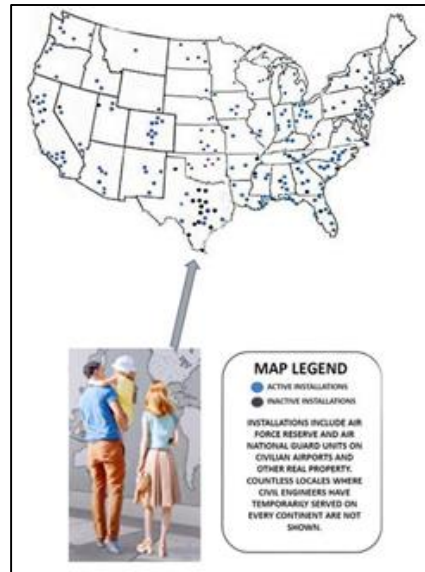 MAP LEGEND
ACTIVE INSTALLATIONS
INACTIVE INSTALLATIONS
INSTALLATIONS INCLUDE AIR
FORCE RESERVE AND AIR
NATIONAL GUARD UNITS ON
CIVILIAN AIRPORTS AND
OTHER REAL PROPERTY.
COUNTLESS LOCALES WHERE
CIVIL ENGINEERS HAVE
TEMPORARILY SERVED ON
EVERY CONTINENT ARE NOT
SHOWN.